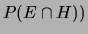 P(E ∩ H))